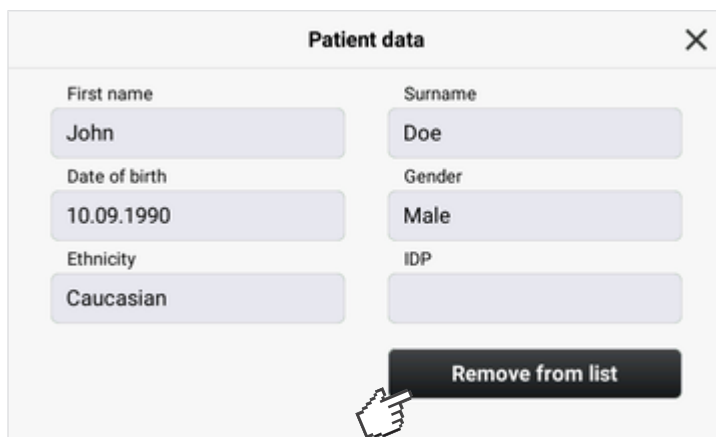 Patient data
First name
Surname
John
Doe
Date of birth
Gender
10.09.1990
Male
Ethnicity
IDP
Caucasian
Remove from list